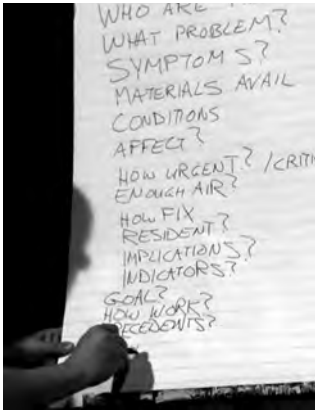 WHO ARE
WHAT PROBLEM?
SYMPTOMS?
MATERIALS AVAIL
CONDITIONS
AFFECT?
HOW URGENT? /CRITI
ENOUGH AIR?
HOW FIX
RESIDENT?
IMPLICATIONS?
INDICATORS?
GOAL?
HOW WORK?
PRECEDENTS?